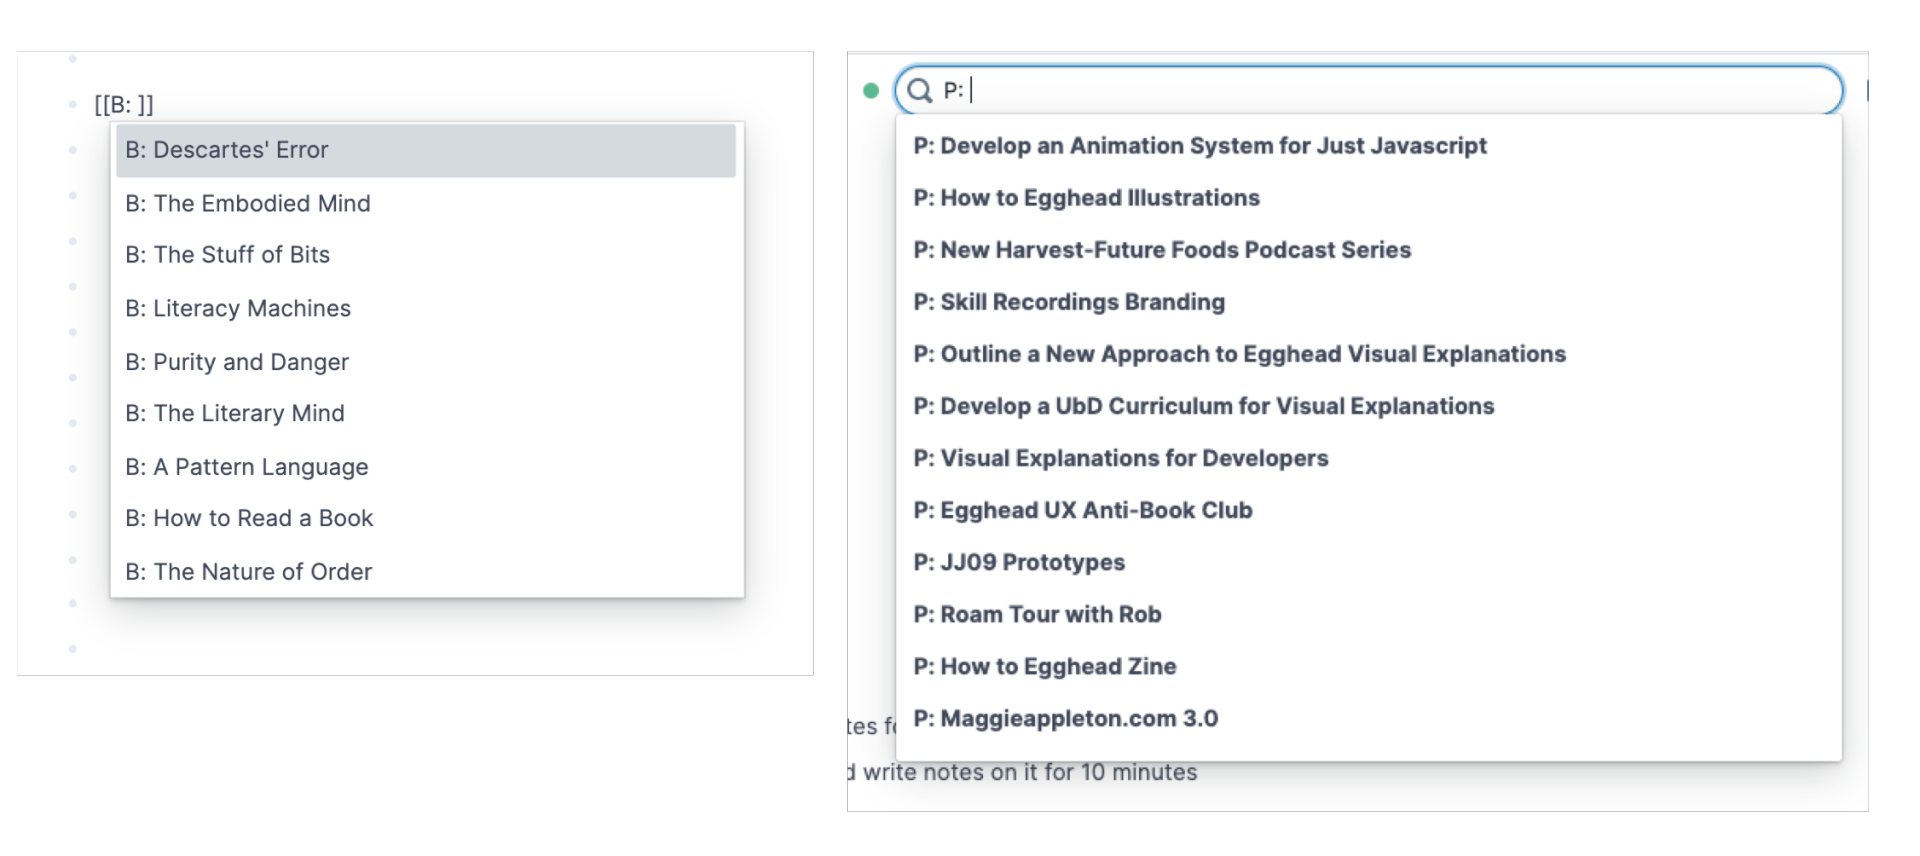 [[B: ]]
B: Descartes' Error
B: The Embodied Mind
B: The Stuff of Bits
B: Literacy Machines
B: Purity and Danger
B: The Literary Mind
B: A Pattern Language
B: How to Read a Book
B: The Nature of Order
P:
P: Develop an Animation System for Just Javascript
P: How to Egghead Illustrations
P: New Harvest-Future Foods Podcast Series
P: Skill Recordings Branding
P: Outline a New Approach to Egghead Visual Explanations
P: Develop a UbD Curriculum for Visual Explanations
P: Visual Explanations for Developers
P: Egghead UX Anti-Book Club
P: JJ09 Prototypes
P: Roam Tour with Rob
P: How to Egghead Zine
P: Maggieappleton.com 3.0
write notes on it for 10 minutes